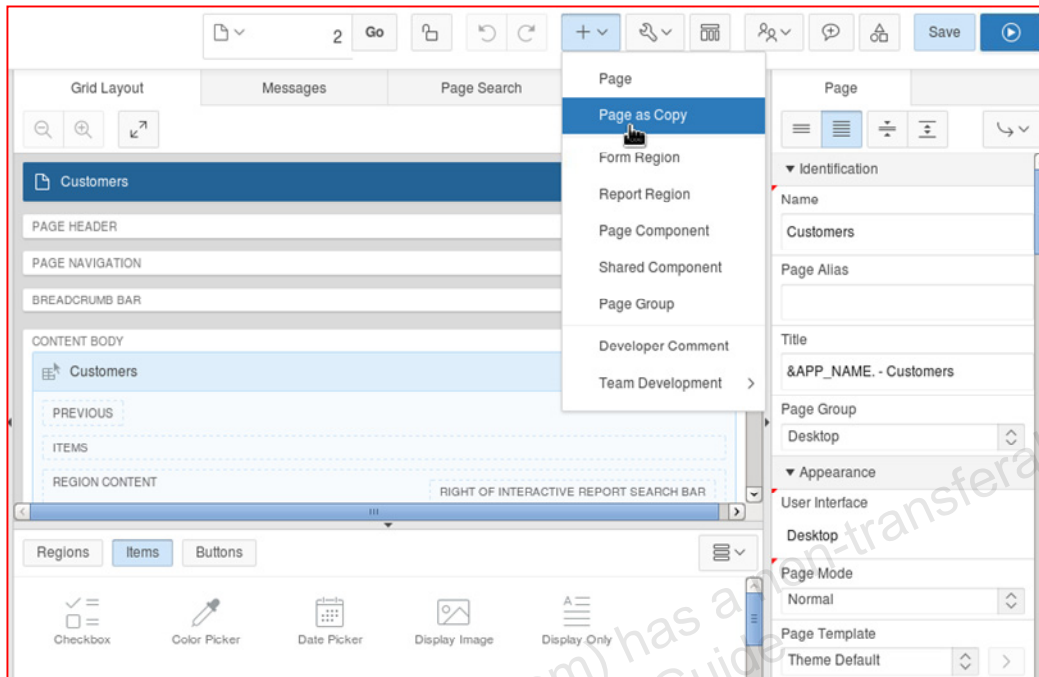 2 Go Save
Grid Layout Messages Page Search Page
Page
Page as Copy
Form Region
Report Region
Page Component
Shared Component
Page Group
Developer Comment
Team Development
Customers
PAGE HEADER
PAGE NAVIGATION
BREADCRUMB BAR
CONTENT BODY
Customers
PREVIOUS
ITEMS
REGION CONTENT
RIGHT OF INTERACTIVE REPORT SEARCH BAR
Regions Items Buttons
Checkbox Color Picker Date Picker Display Image Display Only
Identification
Name
Customers
Page Alias
Title
&APP_NAME. - Customers
Page Group
Desktop
Appearance
User Interface
Desktop
Page Mode
Normal
Page Template
Theme Default
has a non-transferal
Guide